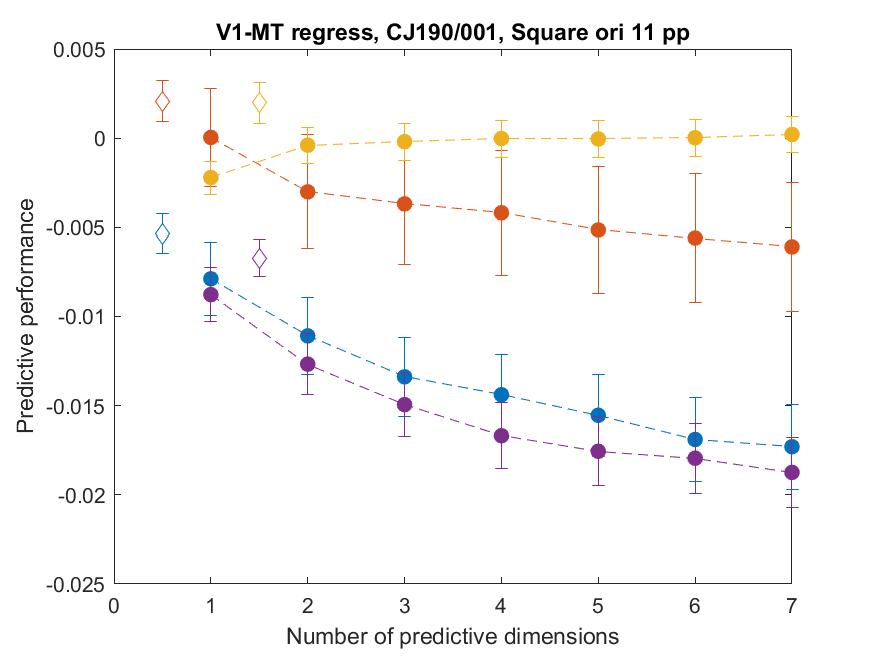 V1-MT regress, CJ190/001, Square ori 11 pp
0.005
0
-0.005
-0.01
-0.015
-0.02
-0.025
Predictive performance
0 1 2 3 4 5 6 7
Number of predictive dimensions